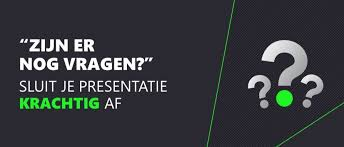 “ZIJN ER
NOG VRAGEN?”
SLUIT JE PRESENTATIE
KRACHTIG AF
???